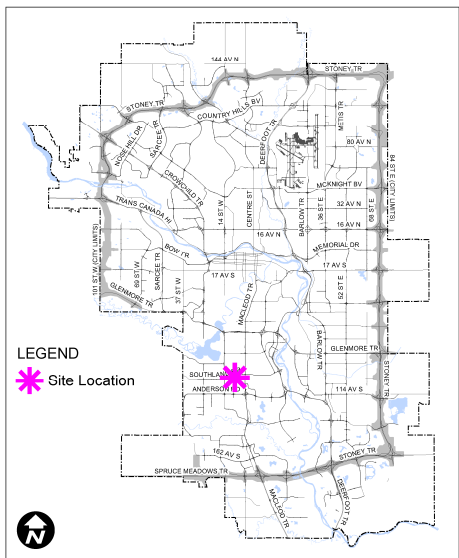 144 AV N
STONEY TR
STONEY TR
COUNTRY HILLS BV
NOSE HILL DR
SARCEE TR
DEERFOOT TR
METIS TR
80 AV N
CROWCHILD TR
MCKNIGHT BV
TRANS CANADA HI
14 ST W
CENTRE ST
BARLOW TR
36 ST E
32 AV N
68 ST E
84 ST E (CITY LIMITS)
16 AV N
16 AV N
MEMORIAL DR
101 ST W (CITY LIMITS)
69 ST W
SARCEE TR
BOW TR
37 ST W
17 AV S
17 AV S
52 ST E
GLENMORE TR
MACLEOD TR
BARLOW TR
GLENMORE TR
LEGEND
Site Location
SOUTHLAND
ANDERSON RD
114 AV S
STONEY TR
162 AV S
STONEY TR
SPRUCE MEADOWS TR
MACLEOD TR
DEERFOOT TR
N